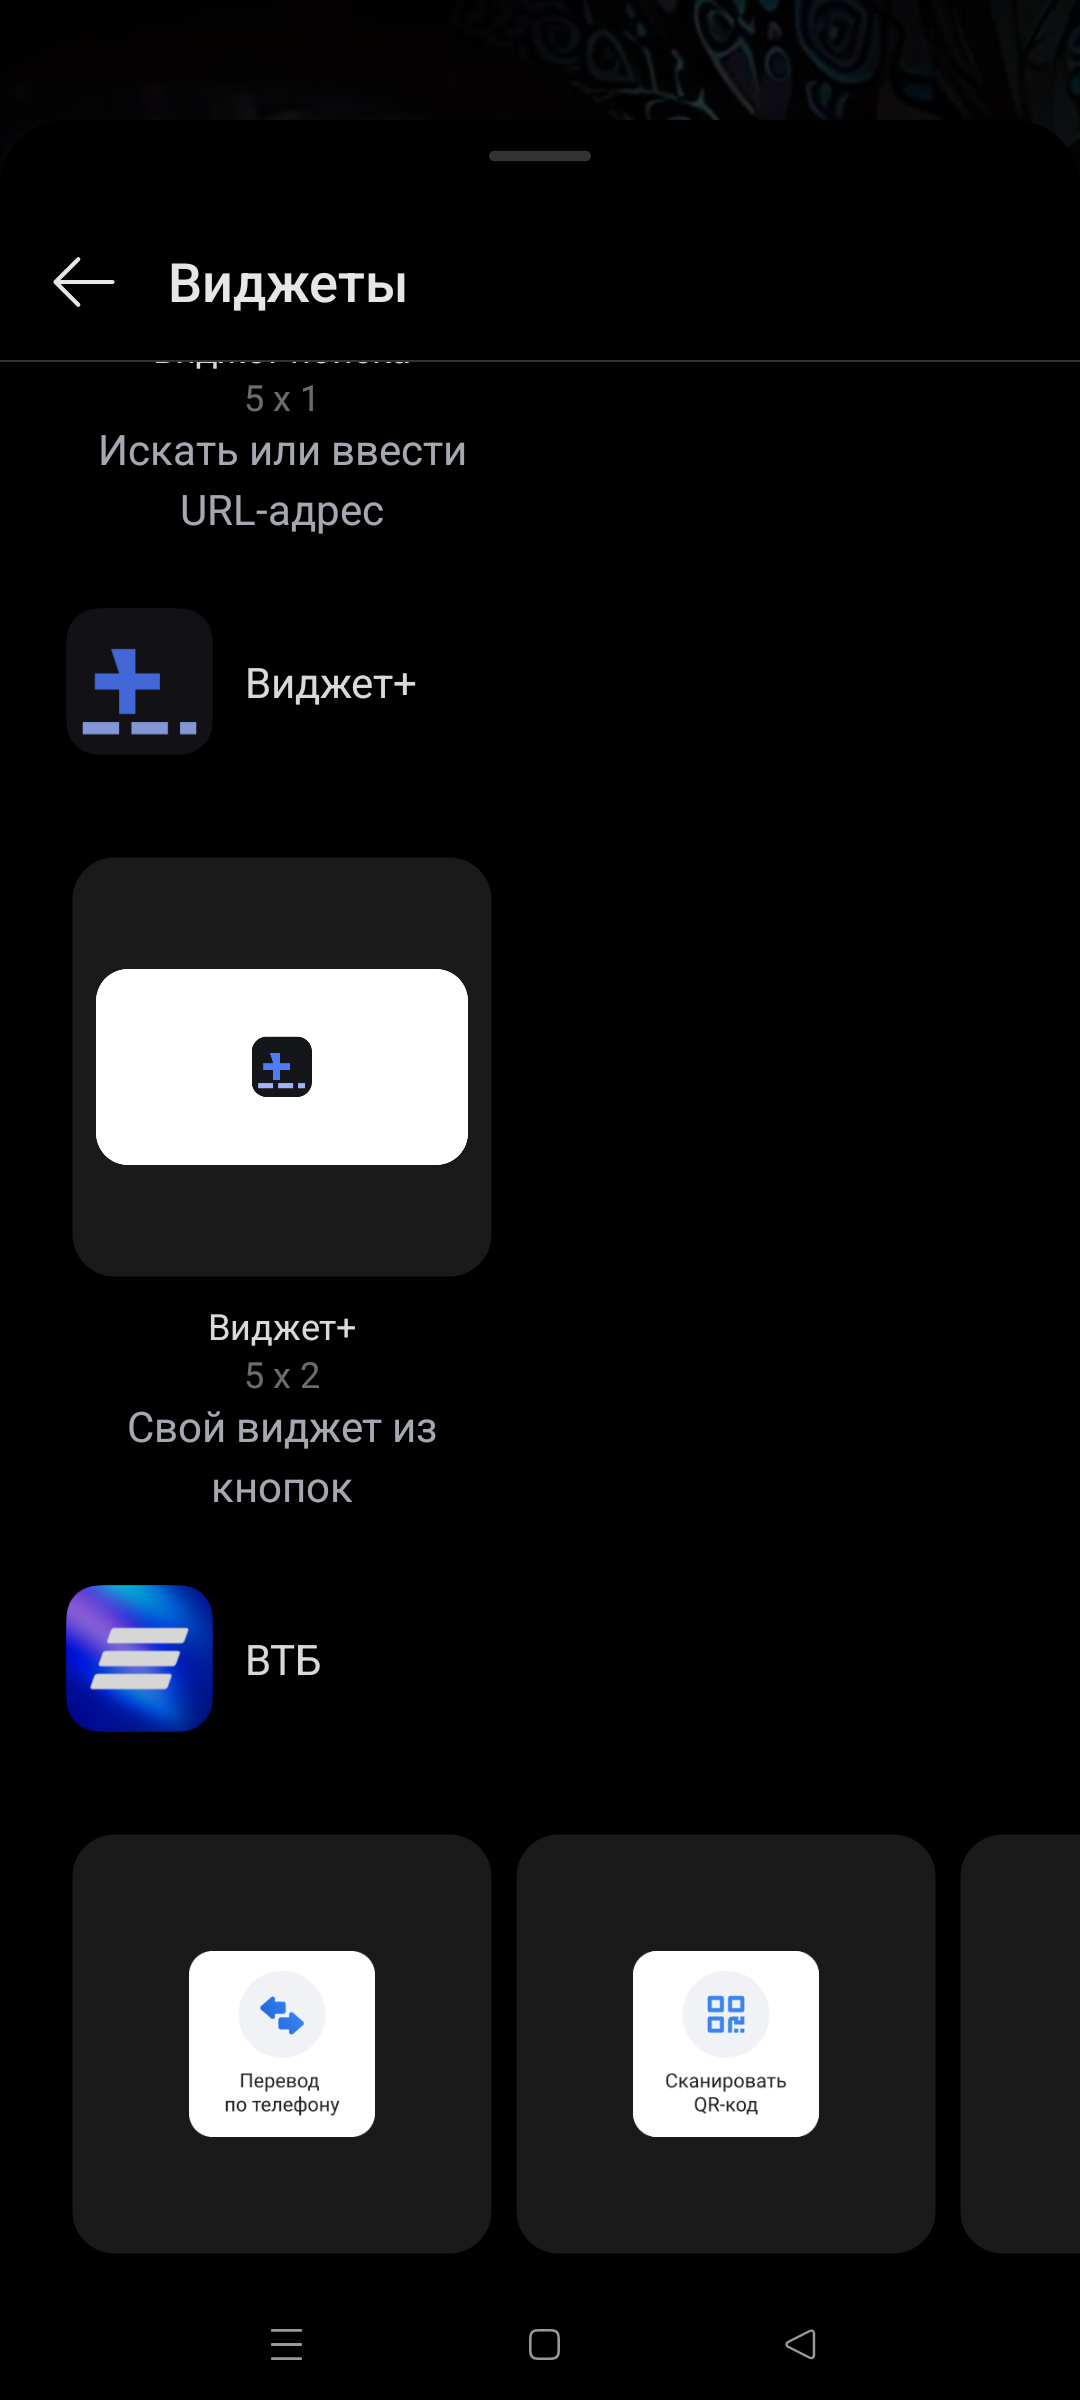 Виджеты
5 x 1
Искать или ввести
URL-адрес
Виджет+
Виджет+
5 x 2
Свой виджет из
кнопок
ВТБ
Перевод
по телефону
Сканировать
QR-код